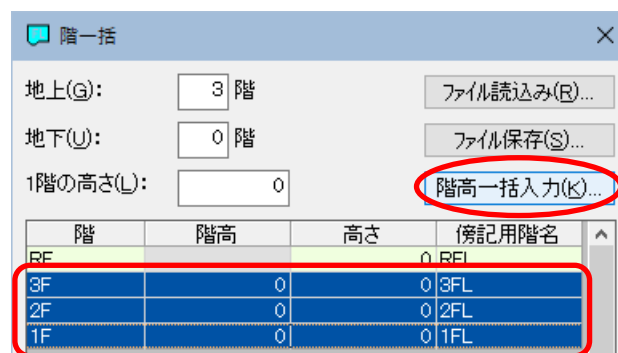 階一括
地上(G): 3 階 ファイル読込み(R)...
地下(U): 0 階 ファイル保存(S)...
1階の高さ(L): 0 階高一括入力(K)...
階 階高 高さ 傍記用階名
RF 0 RFL
3F 0 0 3FL
2F 0 0 2FL
1F 0 0 1FL